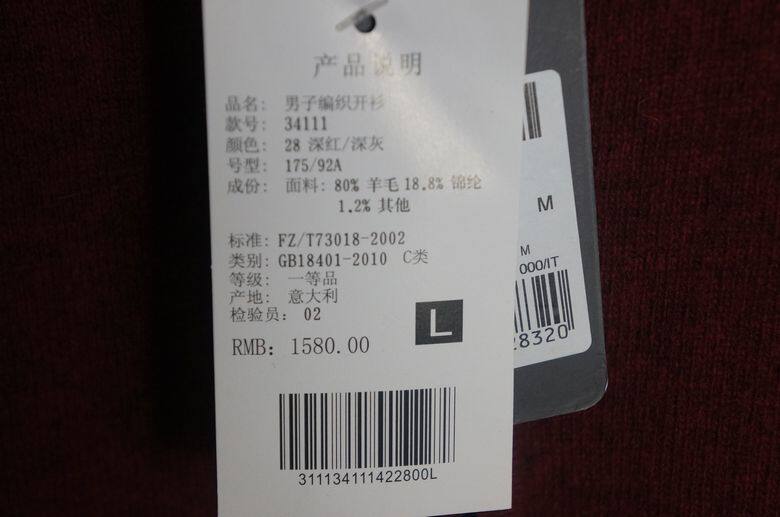 产品说明
品名: 男子编织开衫
款号: 34111
颜色: 28 深红/深灰
号型: 175/92A
成份: 面料: 80% 羊毛 18.8% 锦纶
1.2% 其他
标准: FZ/T73018-2002
类别: GB18401-2010 C类
等级: 一等品
产地: 意大利
检验员: 02
L
RMB: 1580.00
311134111422800L
M
M
000/IT
28320